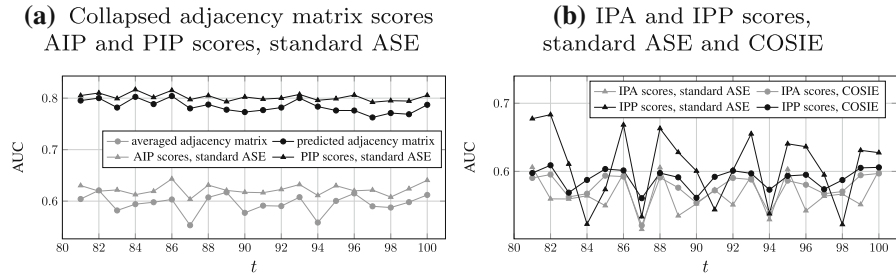 (a) Collapsed adjacency matrix scores
AIP and PIP scores, standard ASE
0.8
0.6
AUC
averaged adjacency matrix
predicted adjacency matrix
AIP scores, standard ASE
PIP scores, standard ASE
80 82 84 86 88 90 92 94 96 98 100
t
(b) IPA and IPP scores,
standard ASE and COSIE
0.7
0.6
AUC
IPA scores, standard ASE
IPA scores, COSIE
IPP scores, standard ASE
IPP scores, COSIE
80 82 84 86 88 90 92 94 96 98 100
t